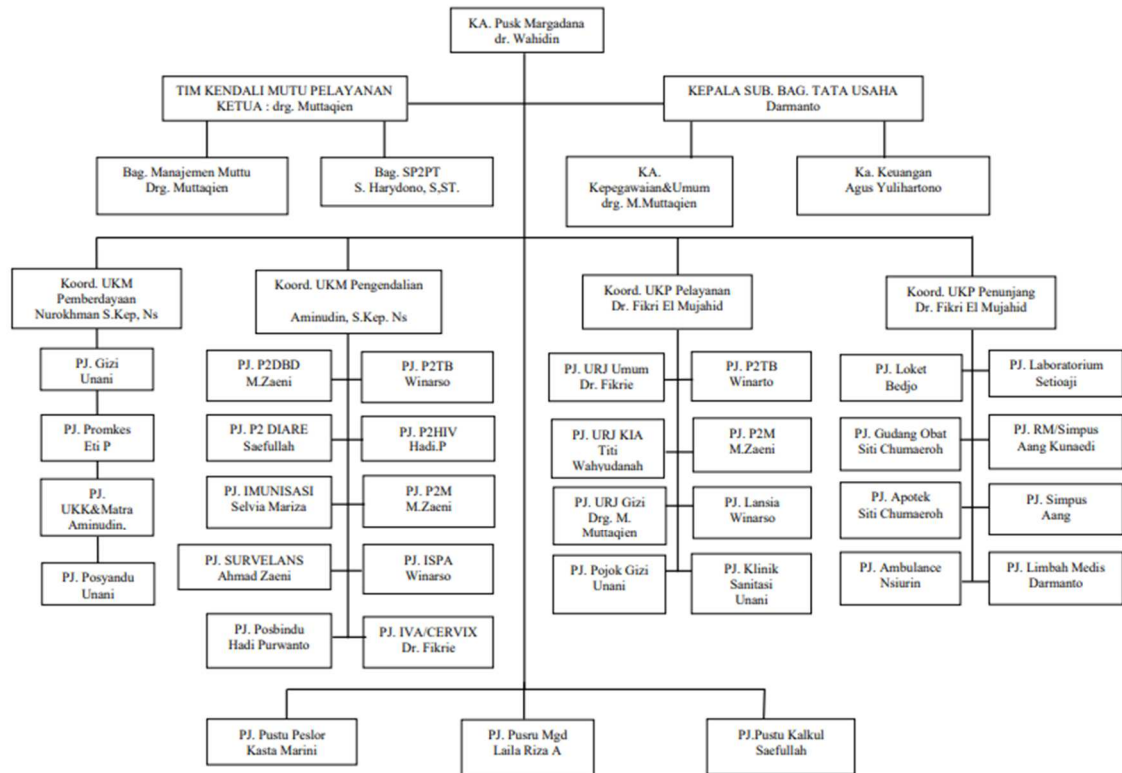 KA. Pusk Margadana
dr. Wahidin
TIM KENDALI MUTU PELAYANAN
KETUA : drg. Muttaqien
KEPALA SUB. BAG. TATA USAHA
Darmanto
Bag. Manajemen Muttu
Drg. Muttaqien
Bag. SP2PT
S. Harydono, S,ST.
KA.
Kepegawaian&Umum
drg. M.Muttaqien
Ka. Keuangan
Agus Yulihartono
Koord. UKM
Pemberdayaan
Nurokhman S.Kep, Ns
Koord. UKM Pengendalian
Aminudin, S.Kep. Ns
Koord. UKP Pelayanan
Dr. Fikri El Mujahid
Koord. UKP Penunjang
Dr. Fikri El Mujahid
PJ. Gizi
Unani
PJ. Promkes
Eti P
PJ.
UKK&Matra
Aminudin.
PJ. Posyandu
Unani
PJ. P2DBD
M.Zaeni
PJ. P2TB
Winarso
PJ. P2 DIARE
Saefullah
PJ. P2HIV
Hadi.P
PJ. IMUNISASI
Selvia Mariza
PJ. P2M
M.Zaeni
PJ. SURVELANS
Ahmad Zaeni
PJ. ISPA
Winarso
PJ. Posbindu
Hadi Purwanto
PJ. IVA/CERVIX
Dr. Fikrie
PJ. URJ Umum
Dr. Fikrie
PJ. P2TB
Winarto
PJ. URJ KIA
Titi
Wahyudanah
PJ. P2M
M.Zaeni
PJ. URJ Gizi
Drg. M.
Muttaqien
PJ. Lansia
Winarso
PJ. Pojok Gizi
Unani
PJ. Klinik
Sanitasi
Unani
PJ. Loket
Bedjo
PJ. Laboratorium
Setioaji
PJ. Gudang Obat
Siti Chumaeroh
PJ. RM/Simpus
Aang Kunaedi
PJ. Apotek
Siti Chumaeroh
PJ. Simpus
Aang
PJ. Ambulance
Nsiurin
PJ. Limbah Medis
Darmanto
PJ. Pustu Peslor
Kasta Marini
PJ. Pusru Mgd
Laila Riza A
PJ.Pustu Kalkul
Saefullah